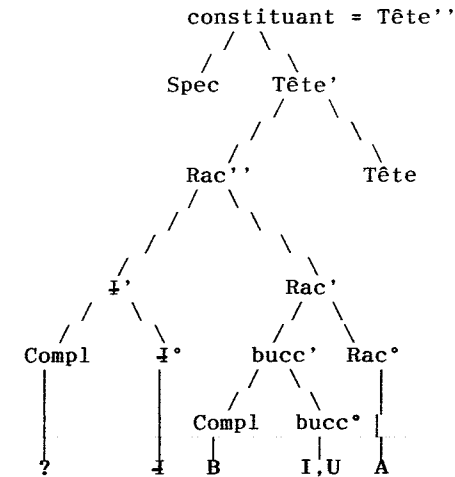 constituant = Tête''
Spec Tête'
Rac'' Tête
Ɨ' Rac'
Compl Ɨ° bucc' Rac°
Compl bucc°
? Ɨ B I,U A